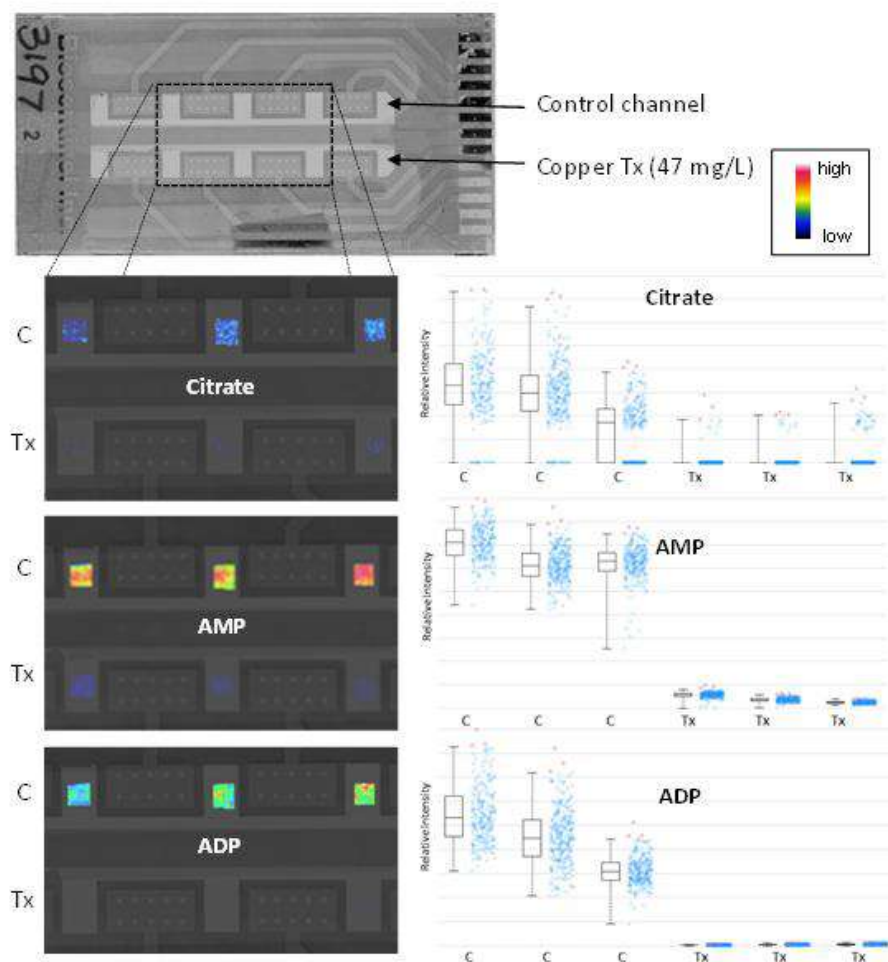 3197
2
Control channel
Copper Tx (47 mg/L)
high
low
C
Citrate
Tx
Citrate
Relative Intensity
C
C
C
Tx
Tx
Tx
C
AMP
Tx
AMP
Relative Intensity
C
C
C
Tx
Tx
Tx
C
ADP
Tx
ADP
Relative Intensity
C
C
C
Tx
Tx
Tx